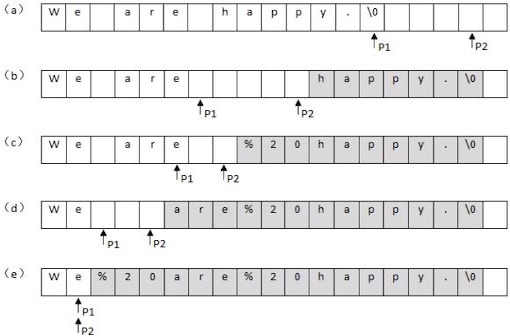 (a) W e a r e h a p p y . \0
P1 P2
(b) W e a r e h a p p y . \0
P1 P2
(c) W e a r e % 2 0 h a p p y . \0
P1 P2
(d) W e a r e % 2 0 h a p p y . \0
P1 P2
(e) W e % 2 0 a r e % 2 0 h a p p y . \0
P1
P2